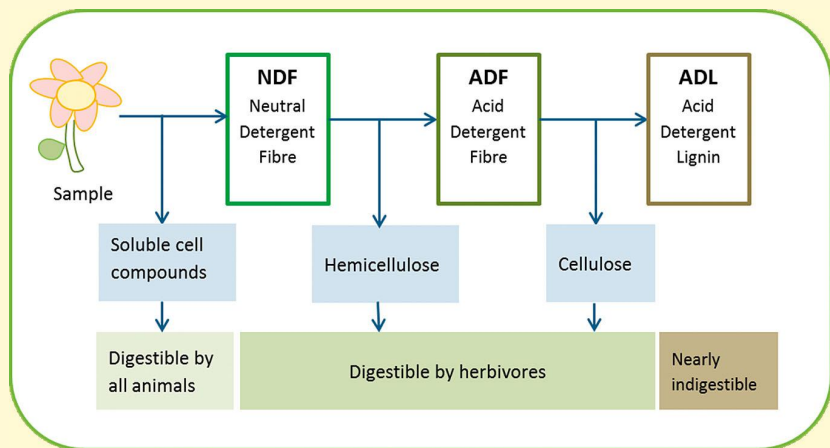 NDF
Neutral
Detergent
Fibre
ADF
Acid
Detergent
Fibre
ADL
Acid
Detergent
Lignin
Sample
Soluble cell
compounds
Hemicellulose
Cellulose
Digestible by
all animals
Digestible by herbivores
Nearly
indigestible